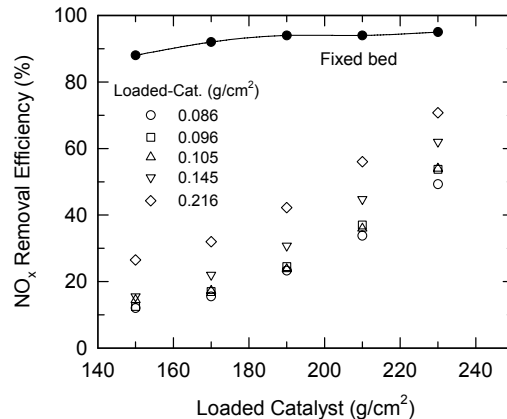 100
80
60
40
20
0
NOx Removal Efficiency (%)
Fixed bed
Loaded-Cat. (g/cm²)
0.086
0.096
0.105
0.145
0.216
140 160 180 200 220 240
Loaded Catalyst (g/cm²)